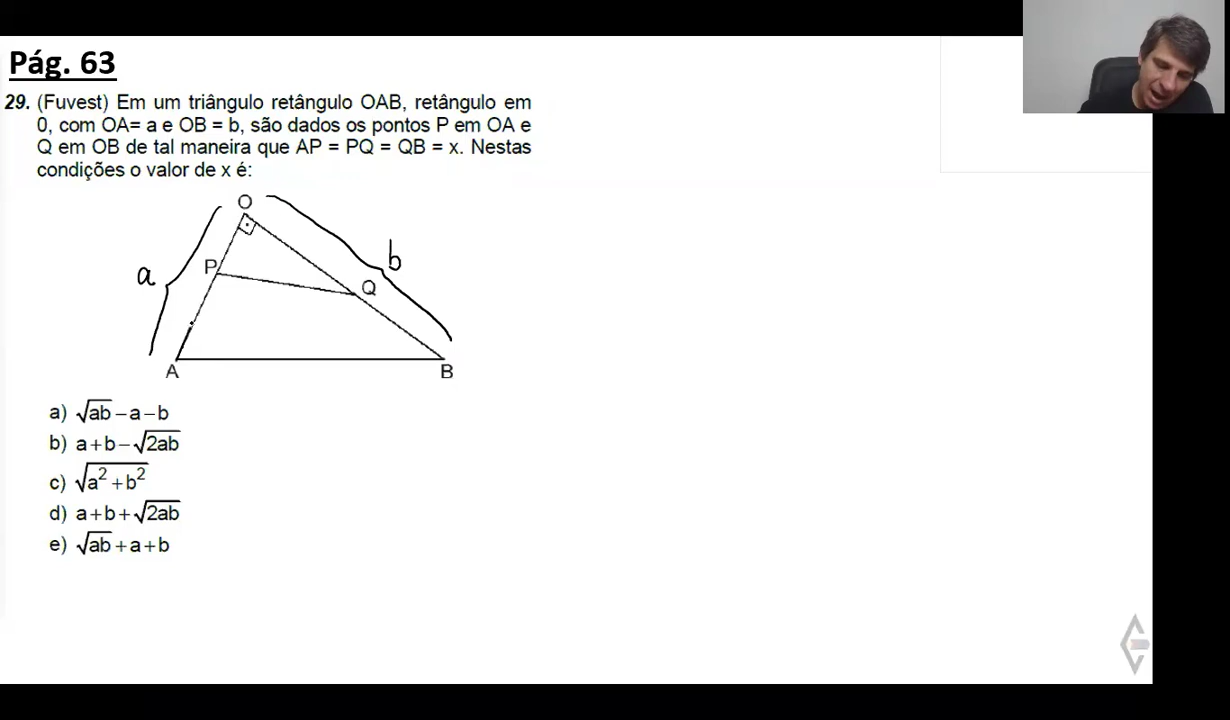 Pág. 63
29. (Fuvest) Em um triângulo retângulo OAB, retângulo em
0, com OA= a e OB = b, são dados os pontos P em OA e
Q em OB de tal maneira que AP = PQ = QB = x. Nestas
condições o valor de x é:
O
b
a
P
Q
A
B
a) √ab – a – b
b) a + b – √2ab
c) √a² + b²
d) a + b + √2ab
e) √ab + a + b